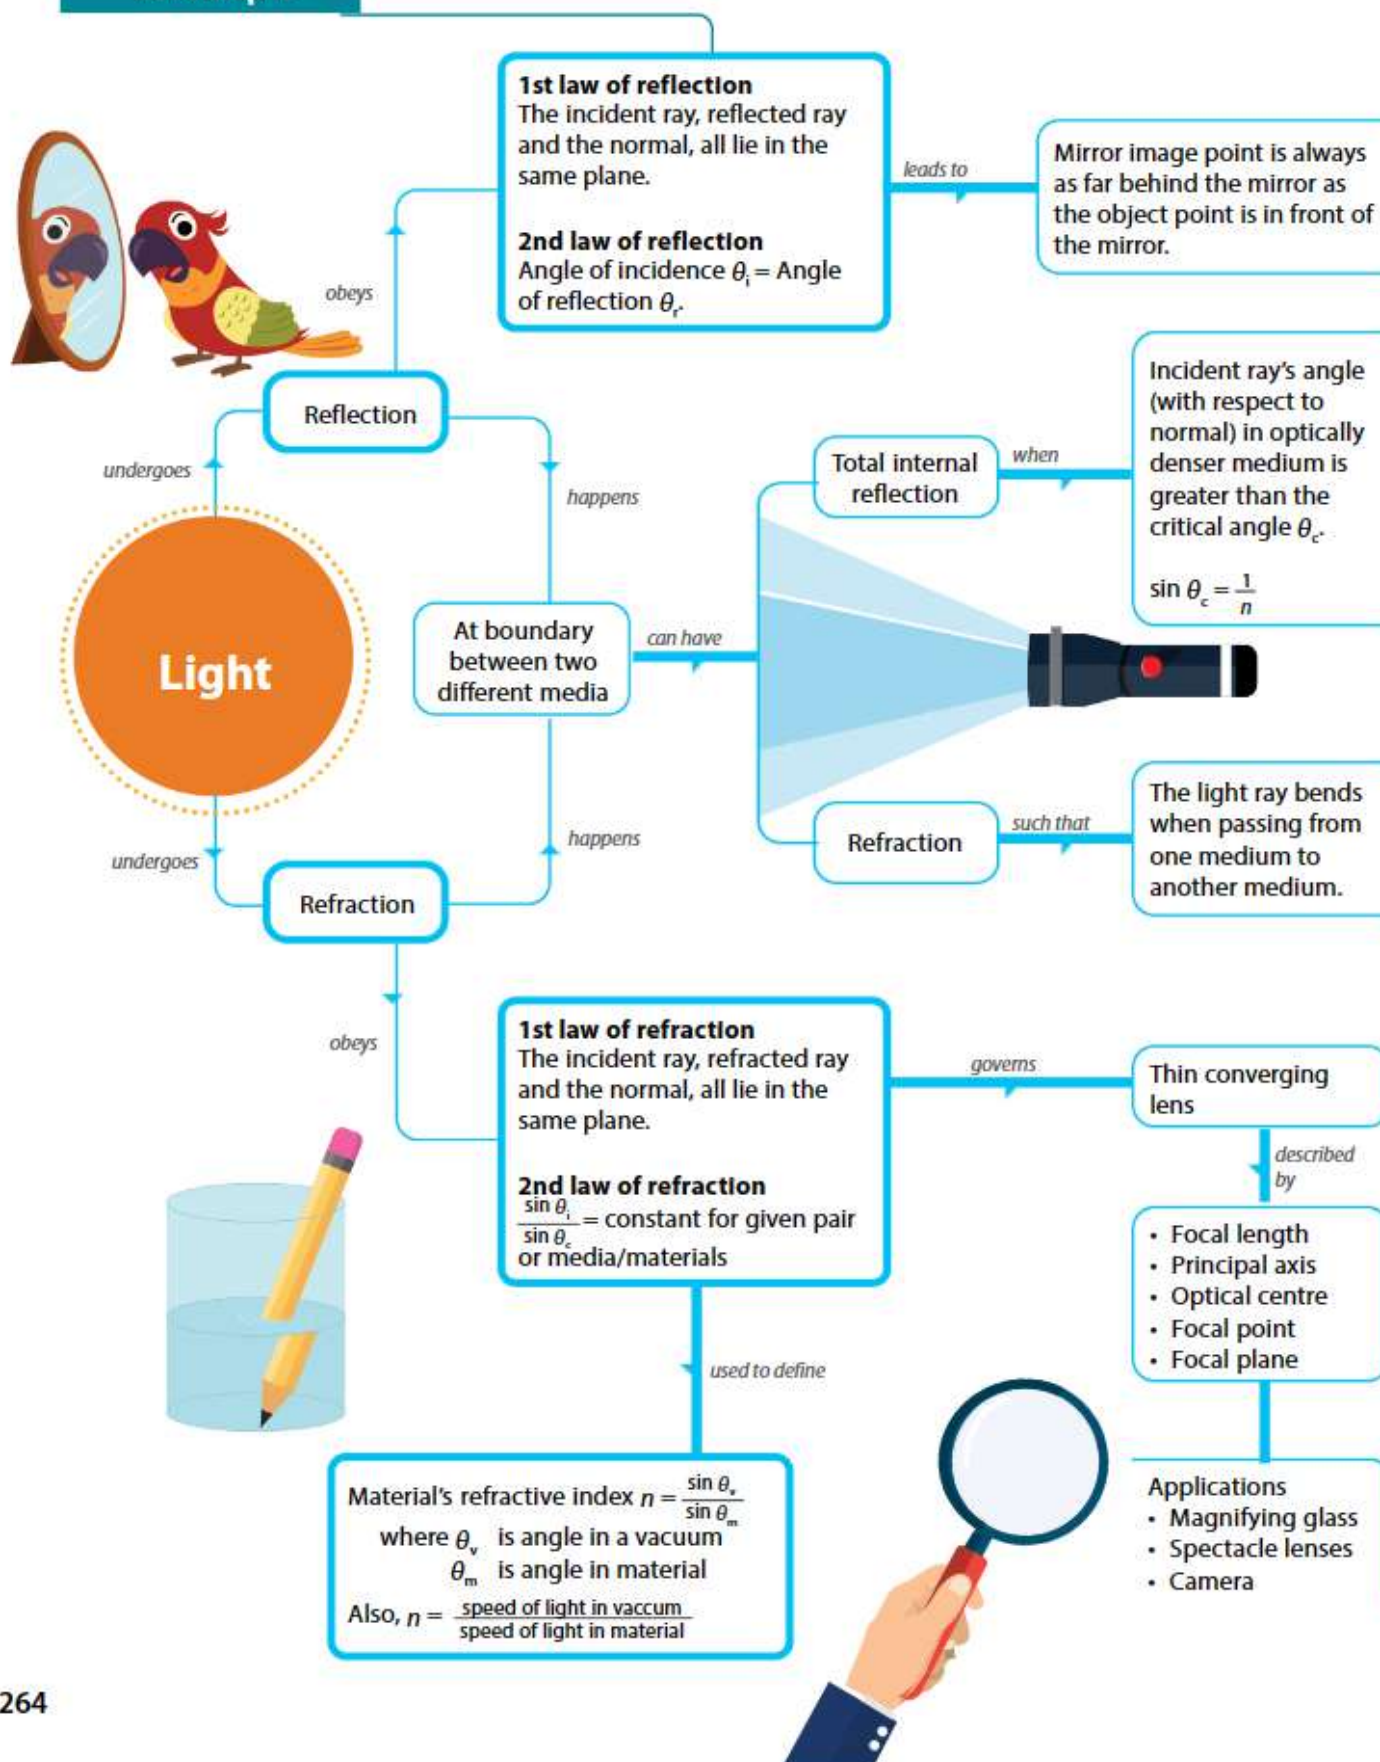 1st law of reflection
The incident ray, reflected ray
and the normal, all lie in the
same plane.
2nd law of reflection
Angle of incidence θi = Angle
of reflection θr.
leads to
Mirror image point is always
as far behind the mirror as
the object point is in front of
the mirror.
obeys
Reflection
undergoes
happens
Light
At boundary
between two
different media
can have
Total internal
reflection
when
Incident ray's angle
(with respect to
normal) in optically
denser medium is
greater than the
critical angle θc.
sin θc = 1/n
undergoes
happens
Refraction
Refraction
such that
The light ray bends
when passing from
one medium to
another medium.
obeys
1st law of refraction
The incident ray, refracted ray
and the normal, all lie in the
same plane.
2nd law of refraction
sin θi / sin θc = constant for given pair
or media/materials
governs
Thin converging
lens
described
by
• Focal length
• Principal axis
• Optical centre
• Focal point
• Focal plane
Applications
• Magnifying glass
• Spectacle lenses
• Camera
used to define
Material's refractive index n = sin θv / sin θm
where θv is angle in a vacuum
θm is angle in material
Also, n = speed of light in vaccum / speed of light in material
264